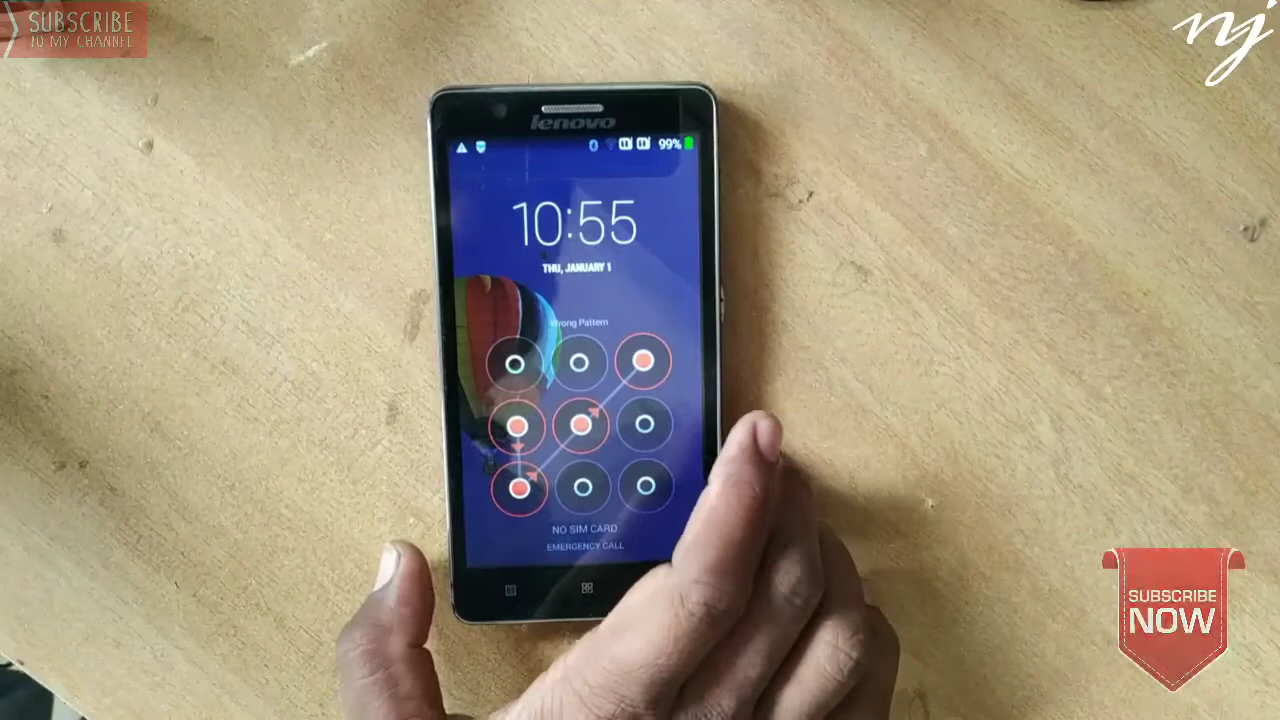 SUBSCRIBE
TO MY CHANNEL
nj
lenovo
99%
10:55
THU, JANUARY 1
Wrong Pattern
NO SIM CARD
EMERGENCY CALL
SUBSCRIBE
NOW